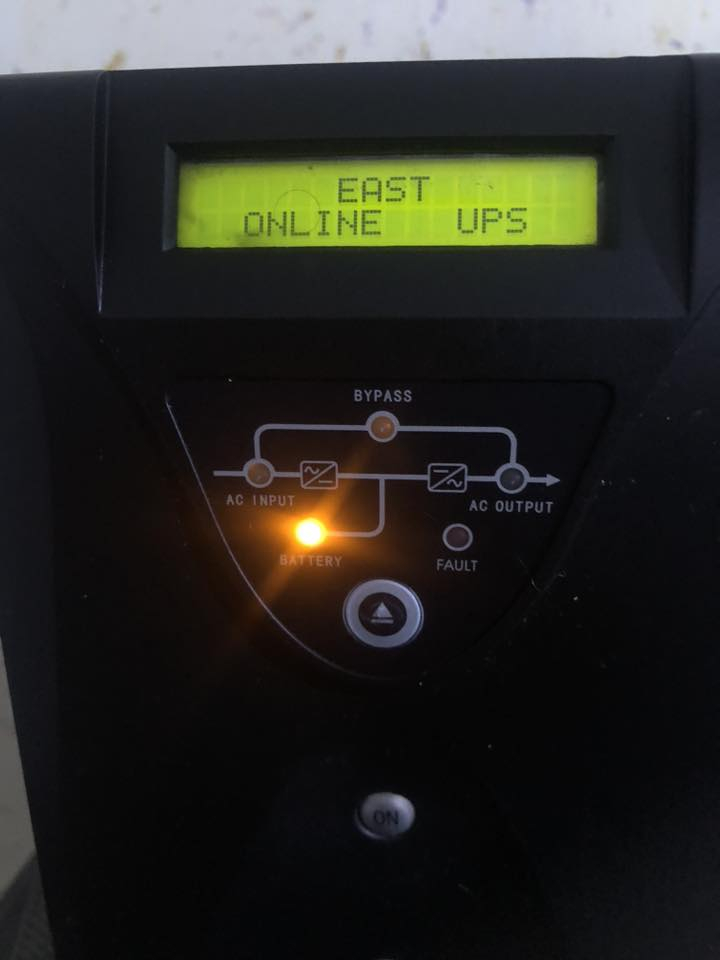 EAST
ONLINE UPS
BYPASS
AC INPUT
AC OUTPUT
BATTERY
FAULT
ON